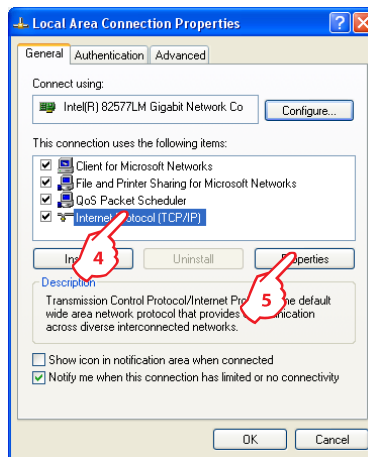 Local Area Connection Properties
General Authentication Advanced
Connect using:
Intel(R) 82577LM Gigabit Network Co
Configure...
This connection uses the following items:
Client for Microsoft Networks
File and Printer Sharing for Microsoft Networks
QoS Packet Scheduler
Internet Protocol (TCP/IP)
4
Uninstall Properties
5
Description
Transmission Control Protocol/Internet default
wide area network protocol that provides
across diverse interconnected networks.
Show icon in notification area when connected
Notify me when this connection has limited or no connectivity
OK Cancel